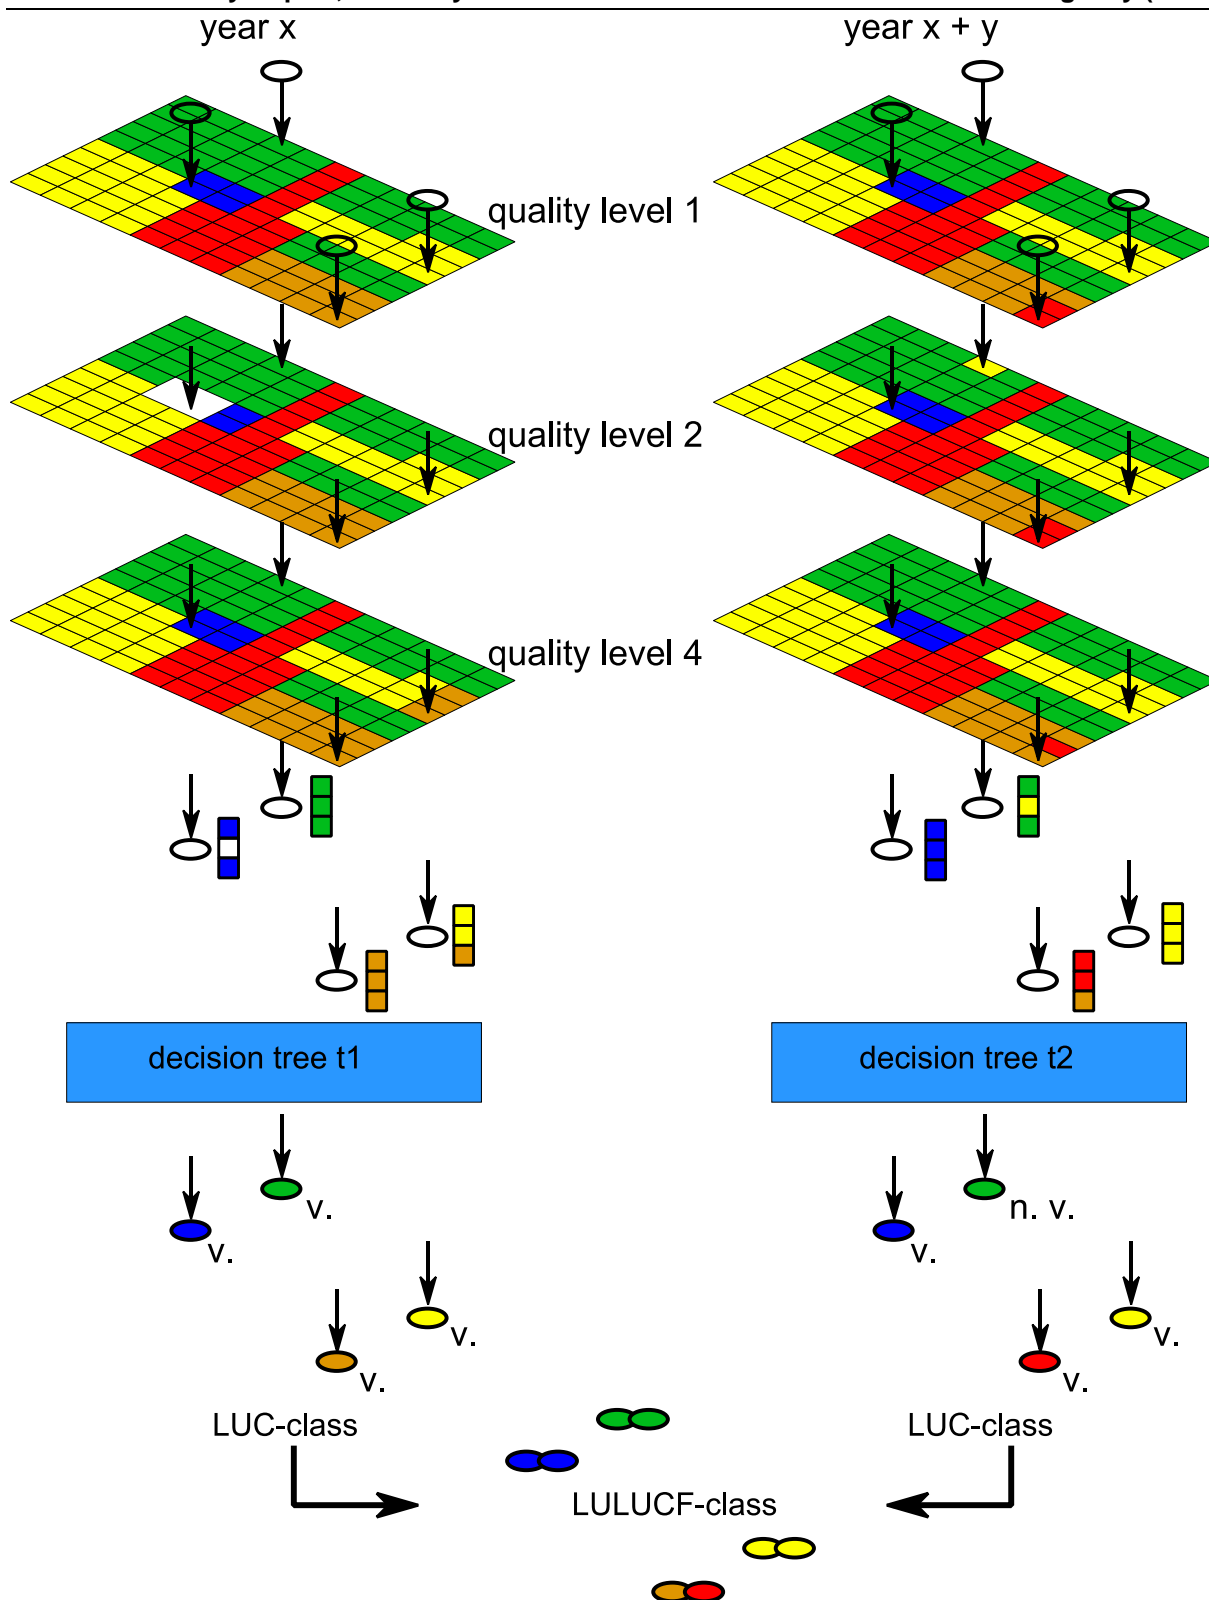 year x year x + y
quality level 1
quality level 2
quality level 4
decision tree t1 decision tree t2
v. n. v.
v. v.
v. v.
v. v.
LUC-class LUC-class
LULUCF-class